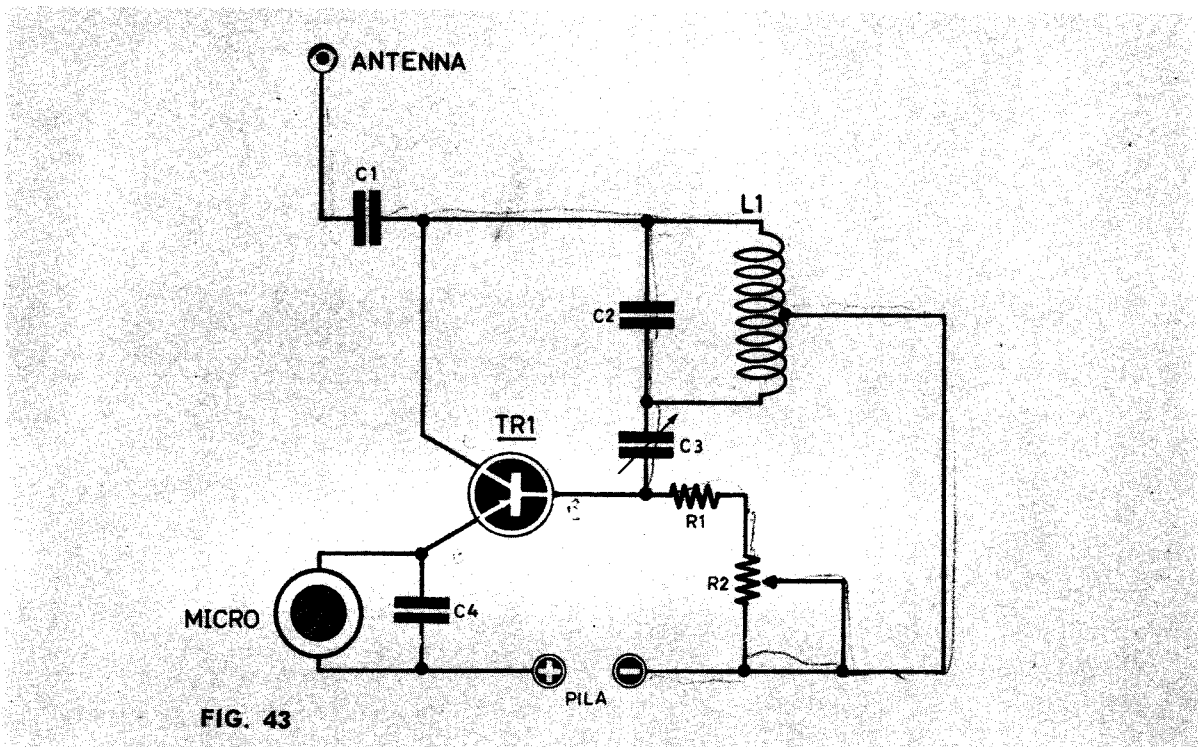 ANTENNA
C1
L1
C2
TR1
C3
R1
R2
MICRO
C4
+
−
PILA
FIG. 43